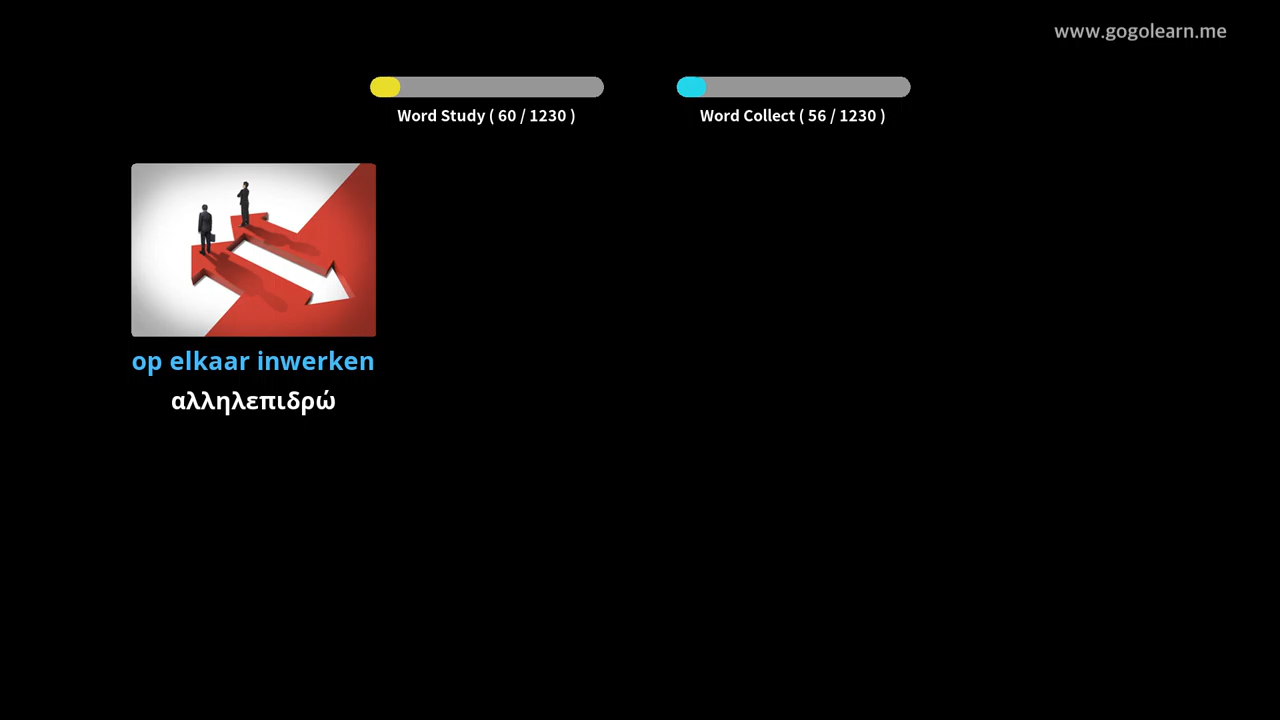 www.gogolearn.me
Word Study ( 60 / 1230 )
Word Collect ( 56 / 1230 )
op elkaar inwerken
αλληλεπιδρώ